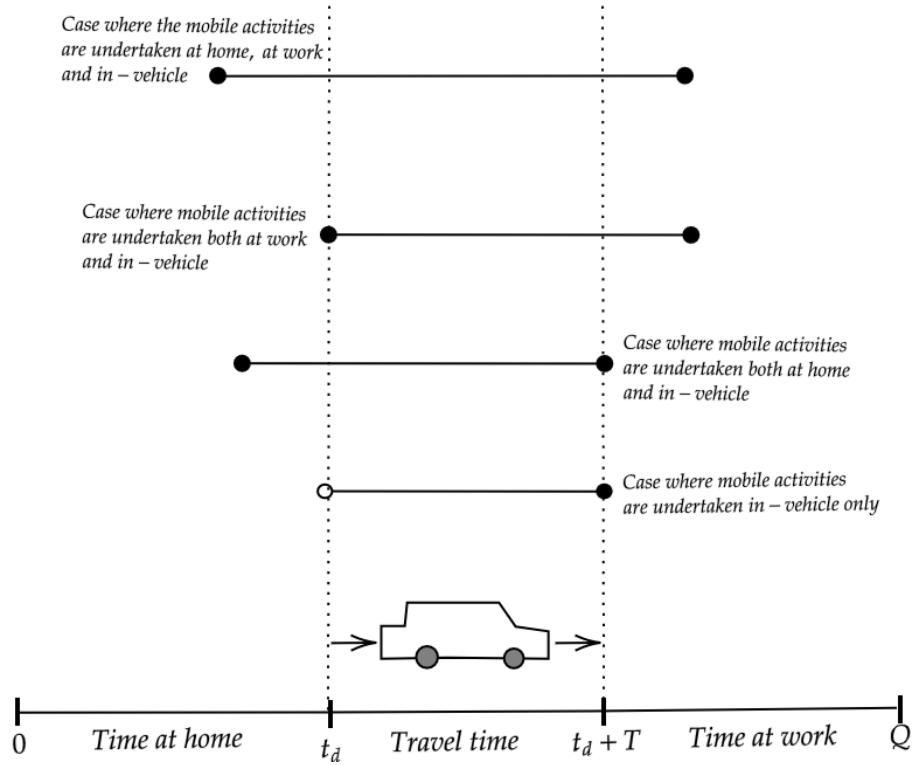 Case where the mobile activities
are undertaken at home, at work
and in – vehicle
Case where mobile activities
are undertaken both at work
and in – vehicle
Case where mobile activities
are undertaken both at home
and in – vehicle
Case where mobile activities
are undertaken in – vehicle only
0 Time at home t_d Travel time t_d + T Time at work Q